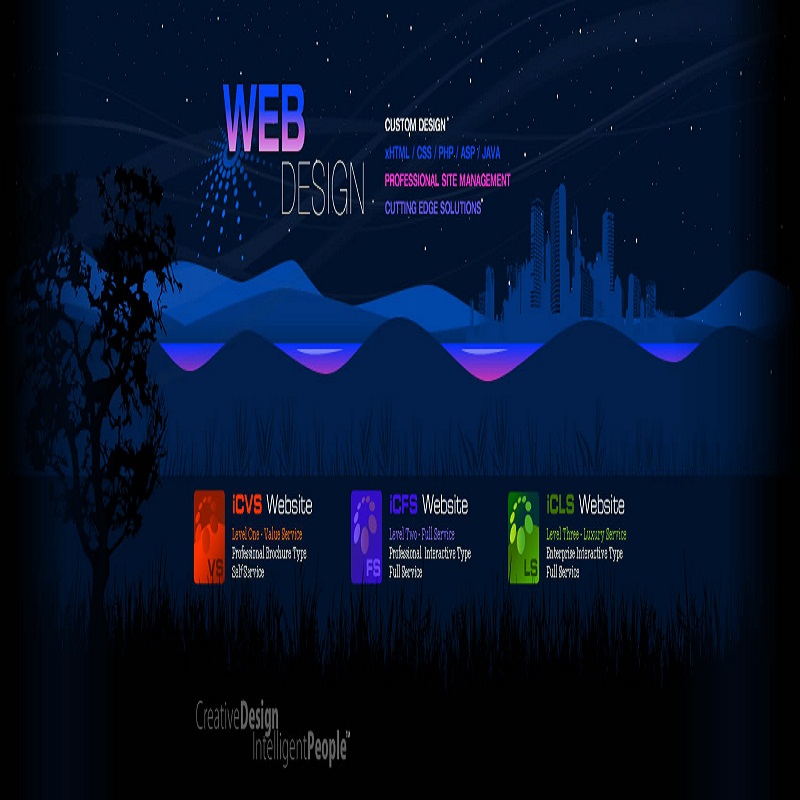 WEB
DESIGN
CUSTOM DESIGN
xHTML / CSS / PHP / ASP / JAVA
PROFESSIONAL SITE MANAGEMENT
CUTTING EDGE SOLUTIONS
iCVS Website
Level One - Value Service
Professional Brochure Type
Self Service
VS
iCFS Website
Level Two - Full Service
Professional Interactive Type
Full Service
FS
iCLS Website
Level Three - Luxury Service
Enterprise Interactive Type
Full Service
LS
CreativeDesign
IntelligentPeople™